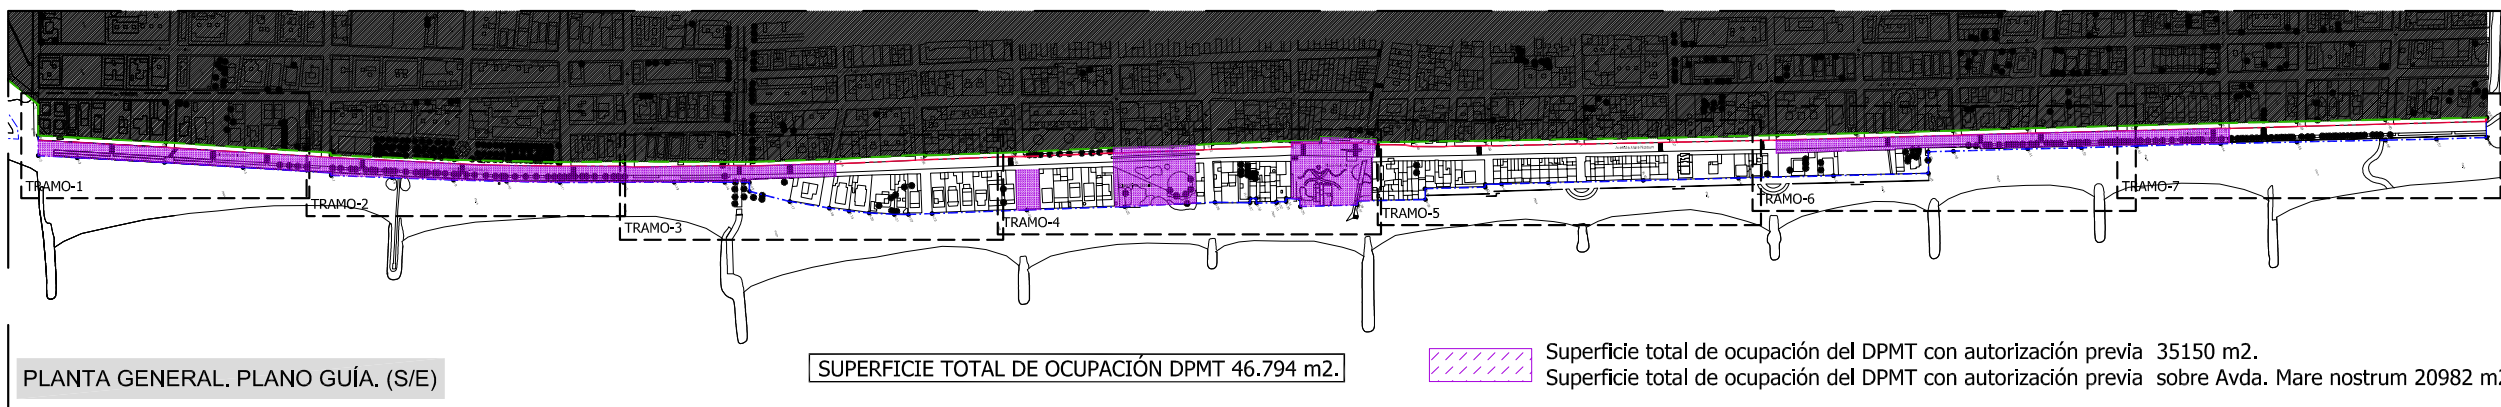 TRAMO-1
TRAMO-2
TRAMO-3
TRAMO-4
TRAMO-5
TRAMO-6
TRAMO-7
PLANTA GENERAL. PLANO GUÍA. (S/E)
SUPERFICIE TOTAL DE OCUPACIÓN DPMT 46.794 m2.
Superficie total de ocupación del DPMT con autorización previa 35150 m2.
Superficie total de ocupación del DPMT con autorización previa sobre Avda. Mare nostrum 20982 m2